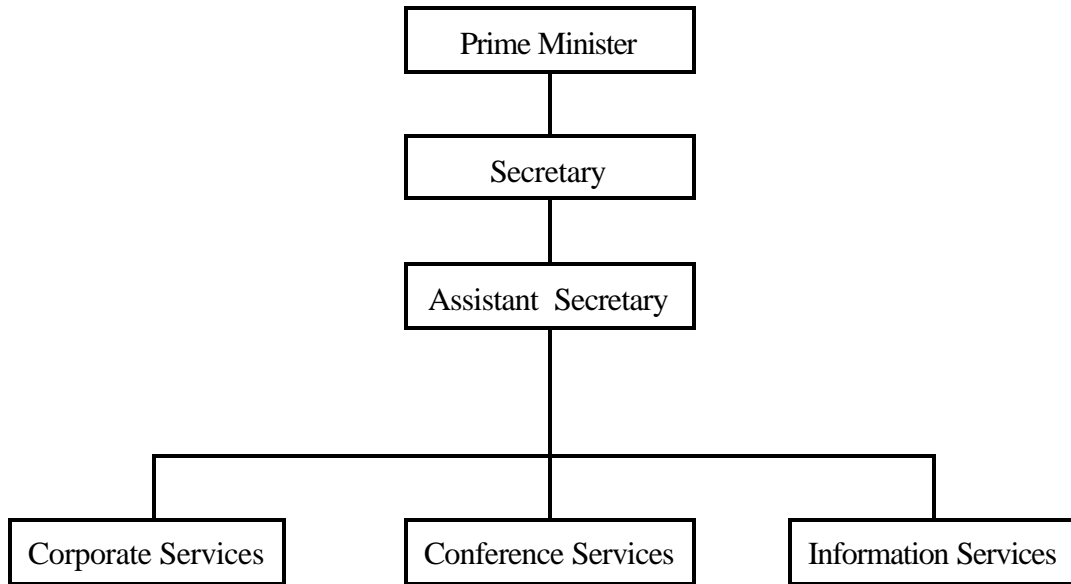 Prime Minister
Secretary
Assistant Secretary
Corporate Services
Conference Services
Information Services